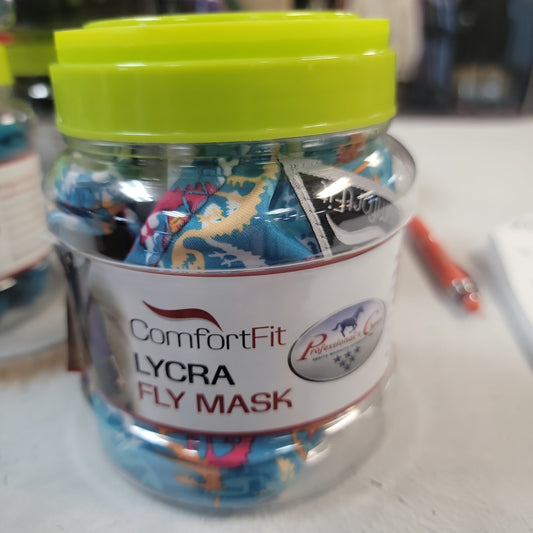 ComfortFit
LYCRA
FLY MASK
Professional's Choice